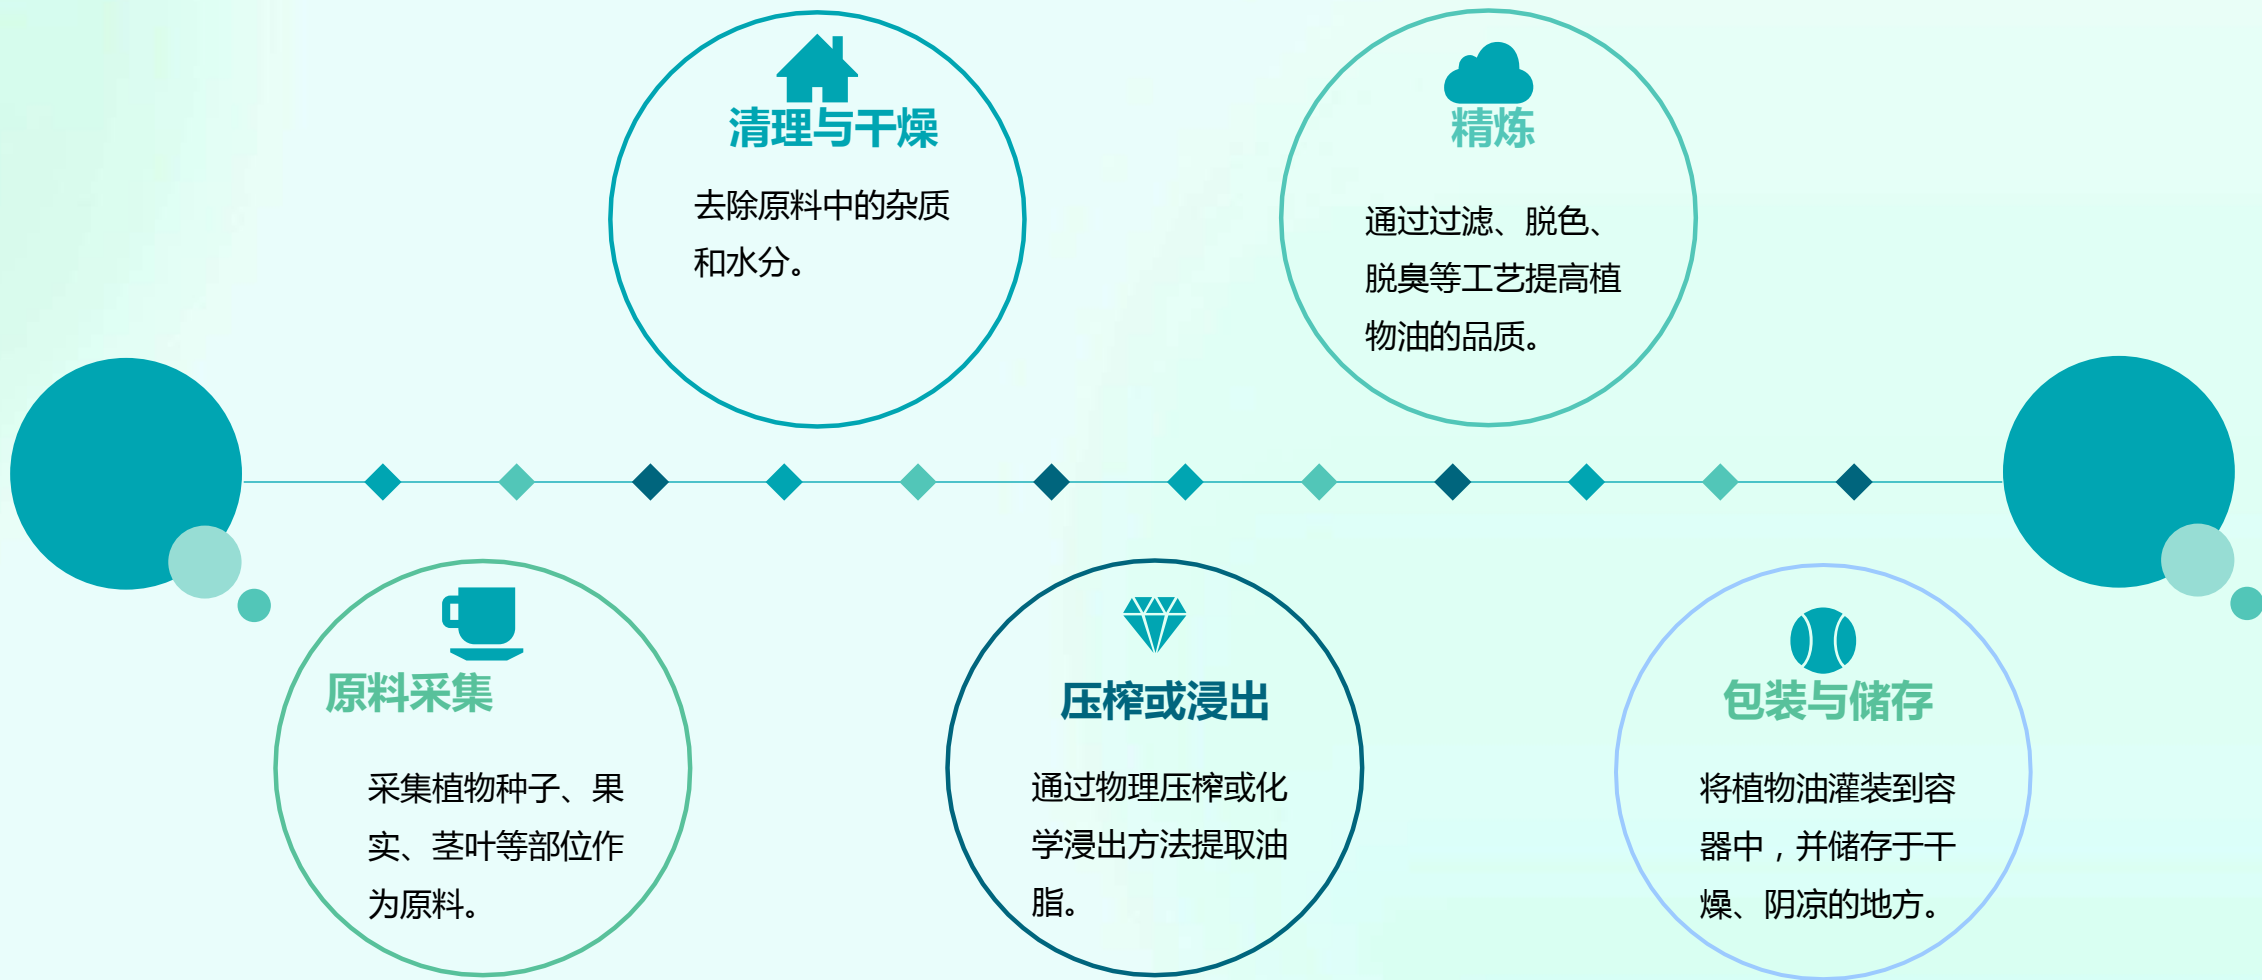 清理与干燥
去除原料中的杂质
和水分。
精炼
通过过滤、脱色、
脱臭等工艺提高植
物油的品质。
原料采集
采集植物种子、果
实、茎叶等部位作
为原料。
压榨或浸出
通过物理压榨或化
学浸出方法提取油
脂。
包装与储存
将植物油灌装到容
器中，并储存于干
燥、阴凉的地方。